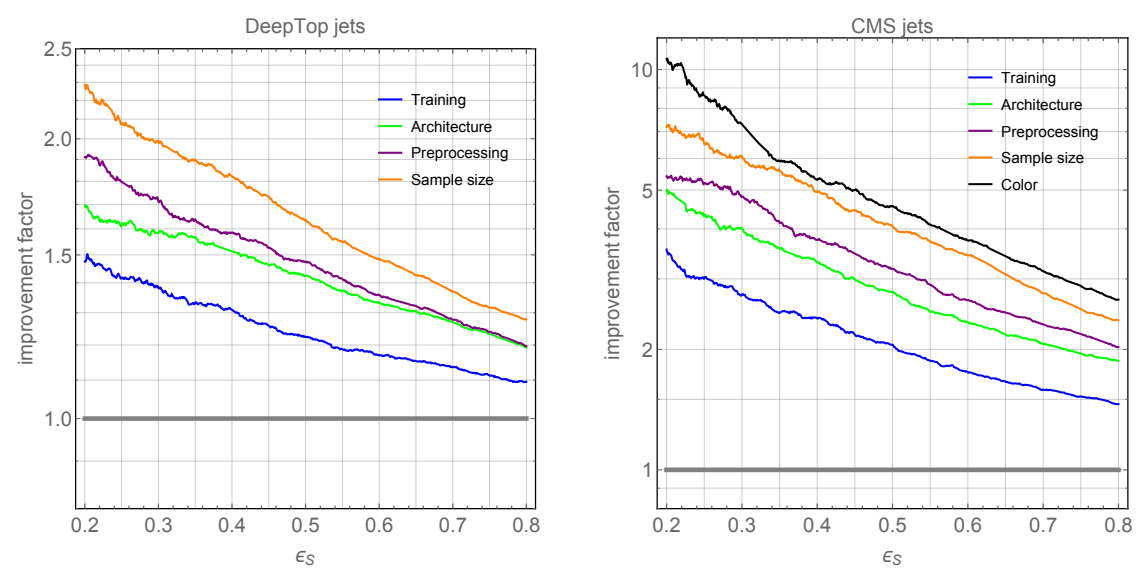 DeepTop jets
2.5
2.0
1.5
1.0
improvement factor
Training
Architecture
Preprocessing
Sample size
0.2 0.3 0.4 0.5 0.6 0.7 0.8
ϵS
CMS jets
10
5
2
1
improvement factor
Training
Architecture
Preprocessing
Sample size
Color
0.2 0.3 0.4 0.5 0.6 0.7 0.8
ϵS